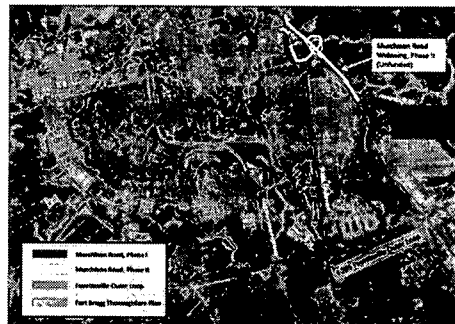 Murchison Road
Widening, Phase II
(Unfunded)
Murchison Road, Phase I
Murchison Road, Phase II
Fayetteville Outer Loop
Fort Bragg Thoroughfare Plan